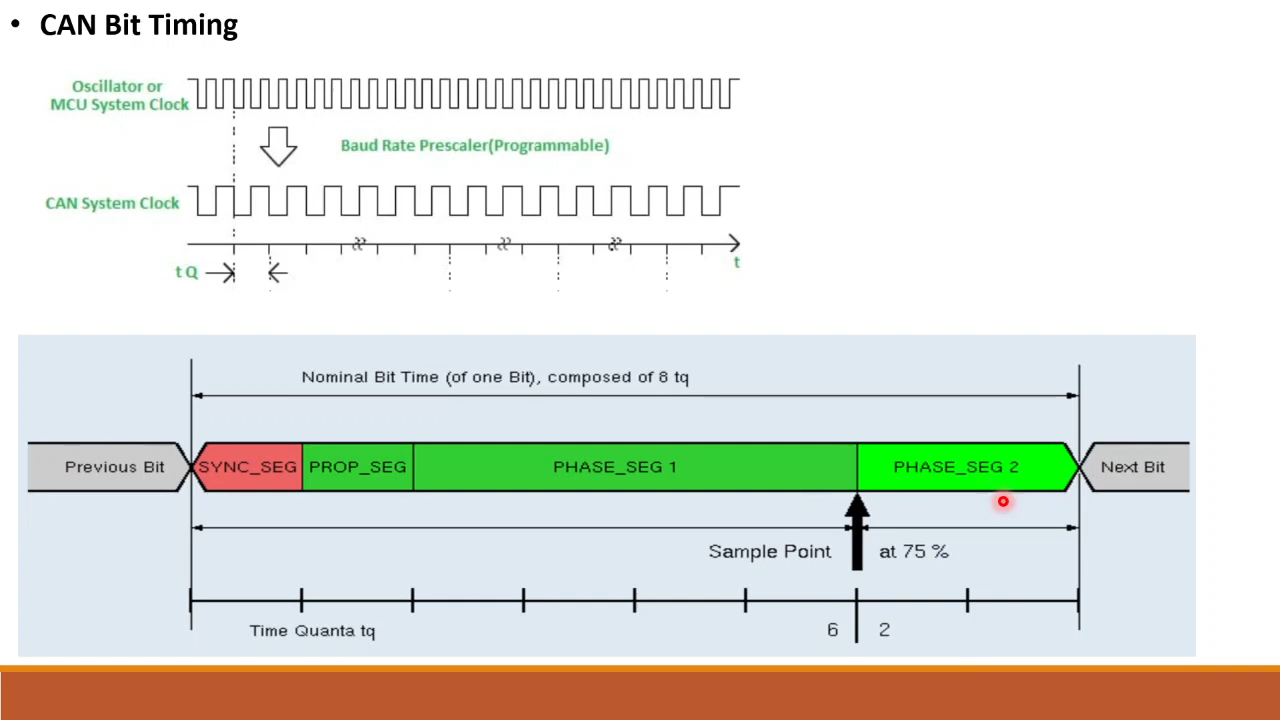 • CAN Bit Timing
Oscillator or
MCU System Clock
Baud Rate Prescaler(Programmable)
CAN System Clock
t Q
t
Nominal Bit Time (of one Bit), composed of 8 tq
Previous Bit SYNC_SEG PROP_SEG PHASE_SEG 1 PHASE_SEG 2 Next Bit
Sample Point at 75 %
Time Quanta tq 6 2